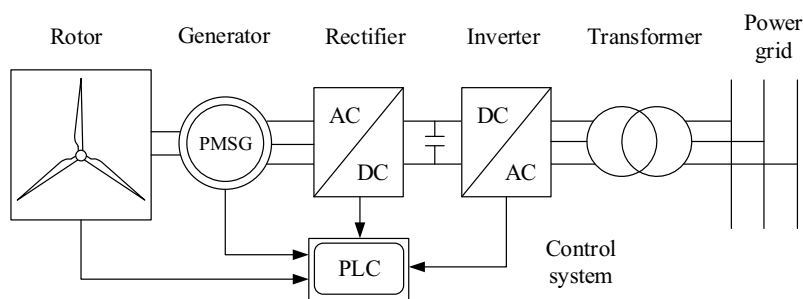 Rotor
Generator
Rectifier
Inverter
Transformer
Power
grid
PMSG
AC
DC
DC
AC
PLC
Control
system